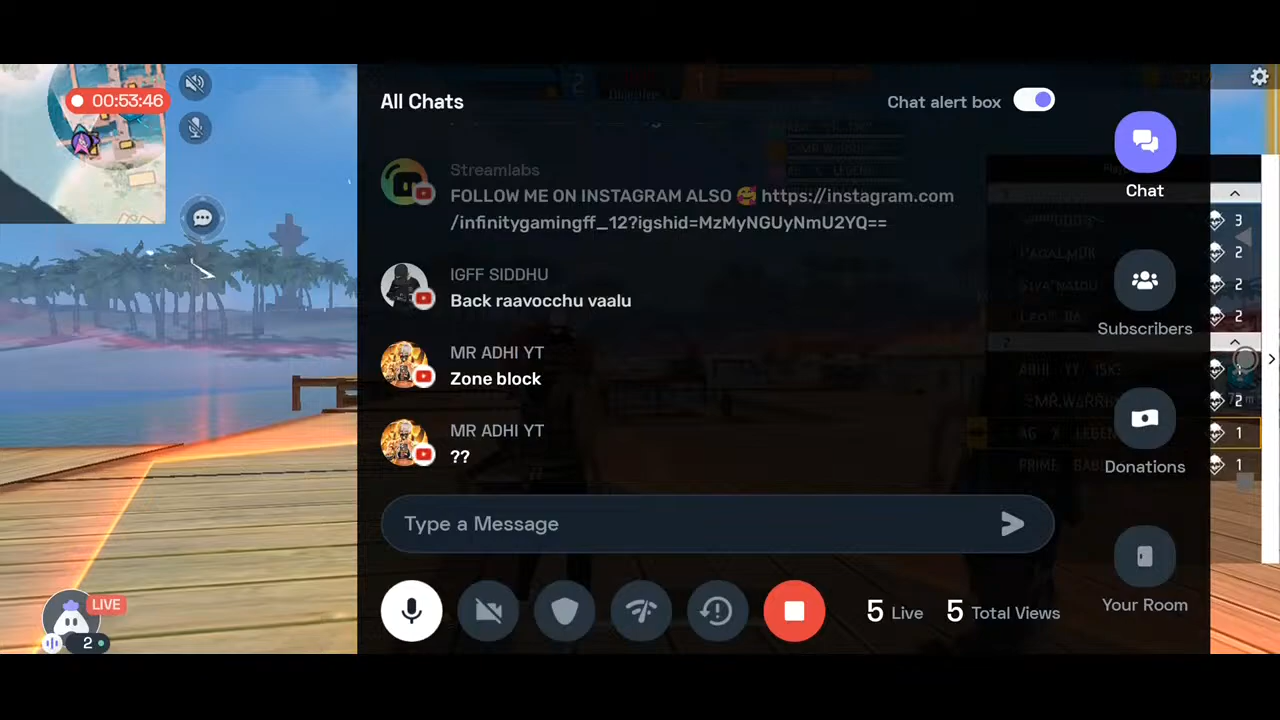 00:53:46
All Chats
Chat alert box
Chat
Streamlabs
FOLLOW ME ON INSTAGRAM ALSO 🥰 https://instagram.com
/infinitygamingff_12?igshid=MzMyNGUyNmU2YQ==
IGFF SIDDHU
Back raavocchu vaalu
MR ADHI YT
Zone block
MR ADHI YT
??
Subscribers
Donations
Your Room
3
2
2
2
2
1
1
Type a Message
5 Live 5 Total Views
LIVE
2